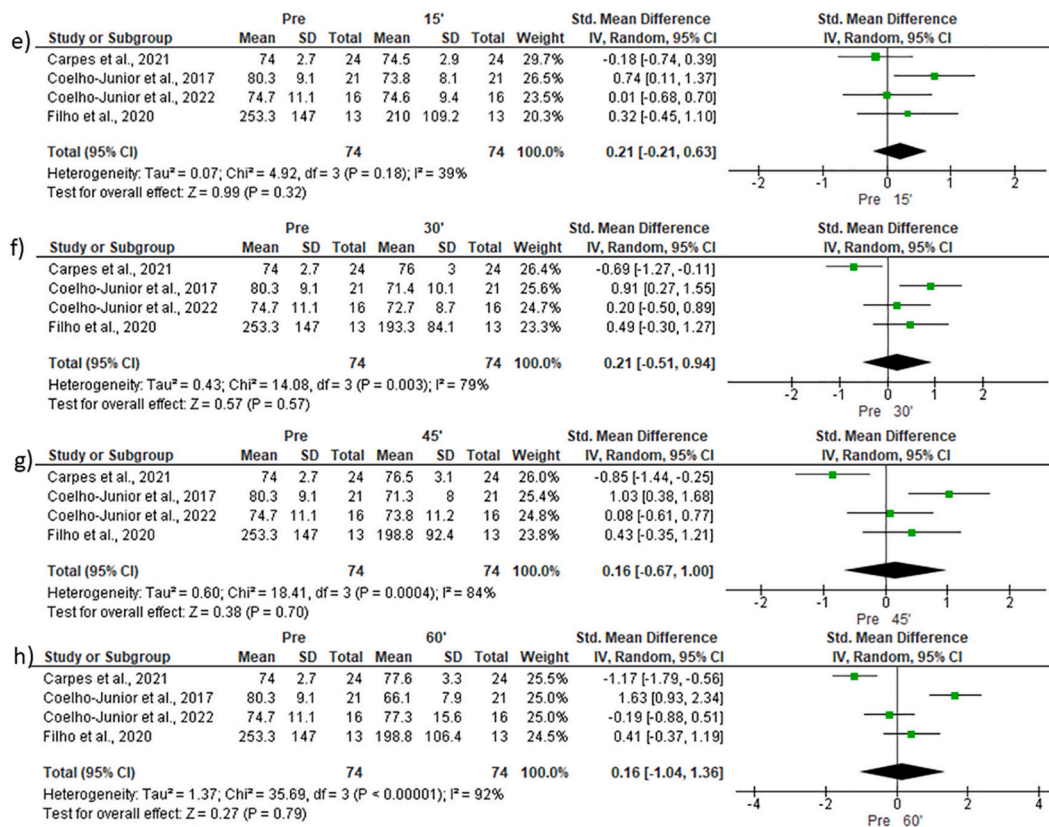 e) Pre 15' Std. Mean Difference Std. Mean Difference
Study or Subgroup Mean SD Total Mean SD Total Weight IV, Random, 95% CI IV, Random, 95% CI
Carpes et al., 2021 74 2.7 24 74.5 2.9 24 29.7% -0.18 [-0.74, 0.39]
Coelho-Junior et al., 2017 80.3 9.1 21 73.8 8.1 21 26.5% 0.74 [0.11, 1.37]
Coelho-Junior et al., 2022 74.7 11.1 16 74.6 9.4 16 23.5% 0.01 [-0.68, 0.70]
Filho et al., 2020 253.3 147 13 210 109.2 13 20.3% 0.32 [-0.45, 1.10]
Total (95% CI) 74 74 100.0% 0.21 [-0.21, 0.63]
Heterogeneity: Tau² = 0.07; Chi² = 4.92, df = 3 (P = 0.18); I² = 39%
Test for overall effect: Z = 0.99 (P = 0.32)
-2 -1 0 1 2
Pre 15'
f) Pre 30' Std. Mean Difference Std. Mean Difference
Study or Subgroup Mean SD Total Mean SD Total Weight IV, Random, 95% CI IV, Random, 95% CI
Carpes et al., 2021 74 2.7 24 76 3 24 26.4% -0.69 [-1.27, -0.11]
Coelho-Junior et al., 2017 80.3 9.1 21 71.4 10.1 21 25.6% 0.91 [0.27, 1.55]
Coelho-Junior et al., 2022 74.7 11.1 16 72.7 8.7 16 24.7% 0.20 [-0.50, 0.89]
Filho et al., 2020 253.3 147 13 193.3 84.1 13 23.3% 0.49 [-0.30, 1.27]
Total (95% CI) 74 74 100.0% 0.21 [-0.51, 0.94]
Heterogeneity: Tau² = 0.43; Chi² = 14.08, df = 3 (P = 0.003); I² = 79%
Test for overall effect: Z = 0.57 (P = 0.57)
-2 -1 0 1 2
Pre 30'
g) Pre 45' Std. Mean Difference Std. Mean Difference
Study or Subgroup Mean SD Total Mean SD Total Weight IV, Random, 95% CI IV, Random, 95% CI
Carpes et al., 2021 74 2.7 24 76.5 3.1 24 26.0% -0.85 [-1.44, -0.25]
Coelho-Junior et al., 2017 80.3 9.1 21 71.3 8 21 25.4% 1.03 [0.38, 1.68]
Coelho-Junior et al., 2022 74.7 11.1 16 73.8 11.2 16 24.8% 0.08 [-0.61, 0.77]
Filho et al., 2020 253.3 147 13 198.8 92.4 13 23.8% 0.43 [-0.35, 1.21]
Total (95% CI) 74 74 100.0% 0.16 [-0.67, 1.00]
Heterogeneity: Tau² = 0.60; Chi² = 18.41, df = 3 (P = 0.0004); I² = 84%
Test for overall effect: Z = 0.38 (P = 0.70)
-2 -1 0 1 2
Pre 45'
h) Pre 60' Std. Mean Difference Std. Mean Difference
Study or Subgroup Mean SD Total Mean SD Total Weight IV, Random, 95% CI IV, Random, 95% CI
Carpes et al., 2021 74 2.7 24 77.6 3.3 24 25.5% -1.17 [-1.79, -0.56]
Coelho-Junior et al., 2017 80.3 9.1 21 66.1 7.9 21 25.0% 1.63 [0.93, 2.34]
Coelho-Junior et al., 2022 74.7 11.1 16 77.3 15.6 16 25.0% -0.19 [-0.88, 0.51]
Filho et al., 2020 253.3 147 13 198.8 106.4 13 24.5% 0.41 [-0.37, 1.19]
Total (95% CI) 74 74 100.0% 0.16 [-1.04, 1.36]
Heterogeneity: Tau² = 1.37; Chi² = 35.69, df = 3 (P < 0.00001); I² = 92%
Test for overall effect: Z = 0.27 (P = 0.79)
-4 -2 0 2 4
Pre 60'